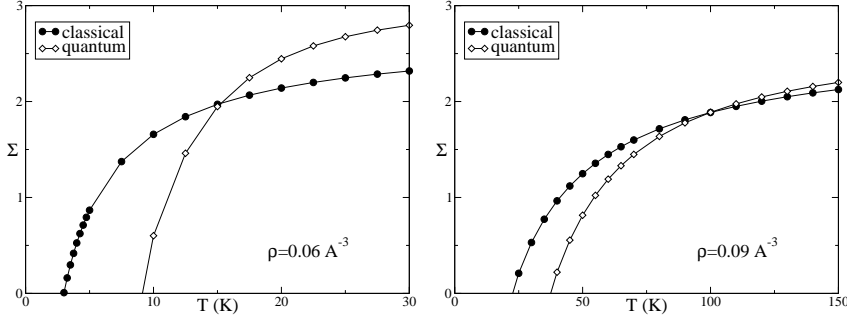 3
classical
quantum
2
Σ
1
ρ=0.06 A⁻³
0
0 10 T (K) 20 30
3
classical
quantum
2
Σ
1
ρ=0.09 A⁻³
0
0 50 T (K) 100 150